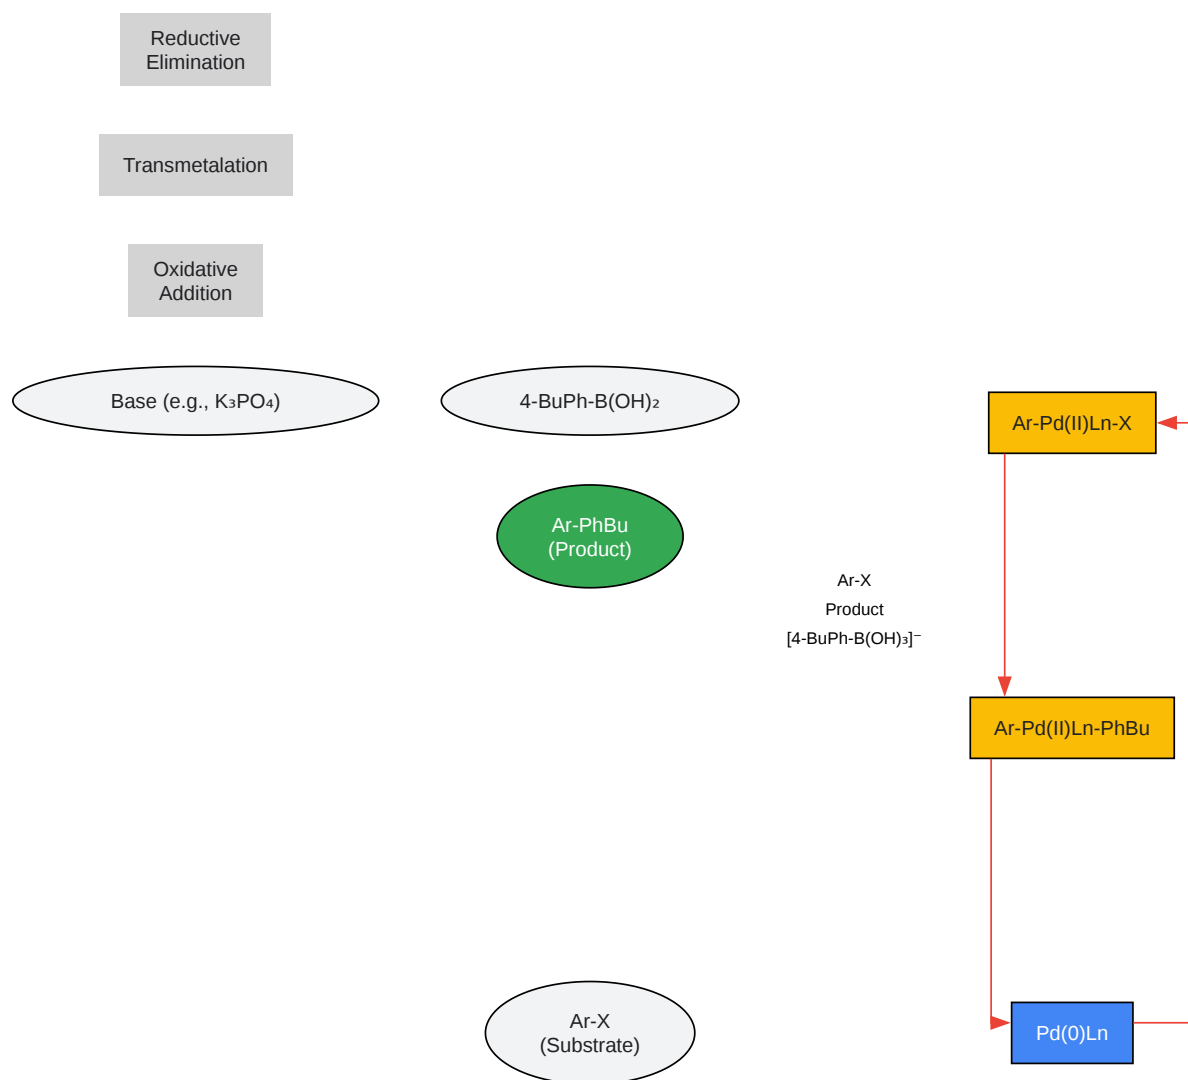 Reductive
Elimination
Transmetalation
Oxidative
Addition
Base (e.g., K₃PO₄)
4-BuPh-B(OH)₂
Ar-Pd(II)Ln-X
Ar-PhBu
(Product)
Ar-X
Product
[4-BuPh-B(OH)₃]⁻
Ar-Pd(II)Ln-PhBu
Ar-X
(Substrate)
Pd(0)Ln